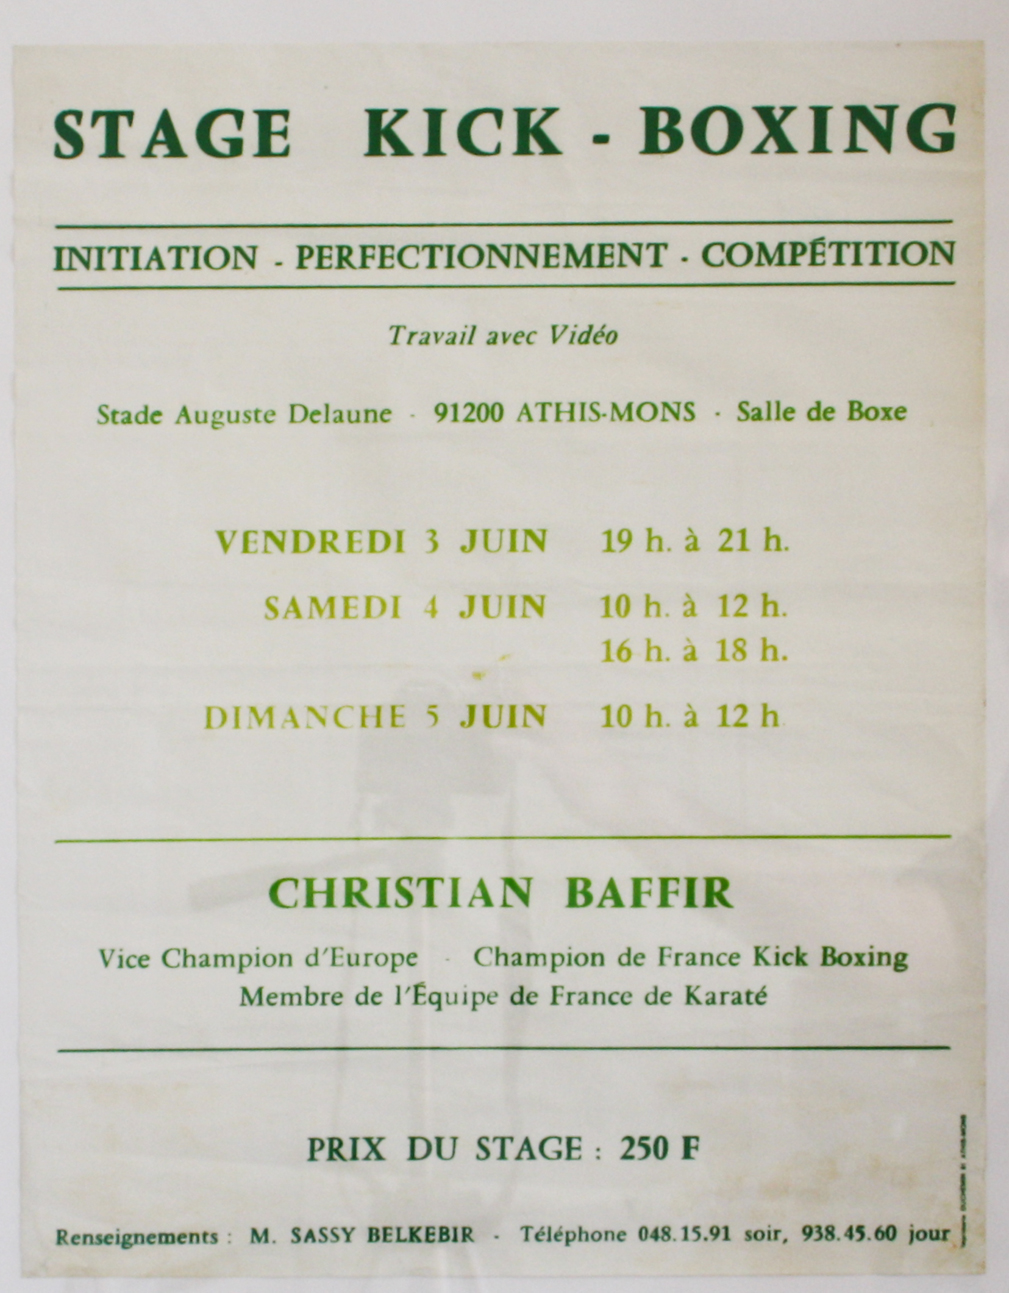 STAGE KICK - BOXING
INITIATION - PERFECTIONNEMENT - COMPÉTITION
Travail avec Vidéo
Stade Auguste Delaune - 91200 ATHIS-MONS - Salle de Boxe
VENDREDI 3 JUIN 19 h. à 21 h.
SAMEDI 4 JUIN 10 h. à 12 h.
16 h. à 18 h.
DIMANCHE 5 JUIN 10 h. à 12 h
CHRISTIAN BAFFIR
Vice Champion d'Europe - Champion de France Kick Boxing
Membre de l'Équipe de France de Karaté
PRIX DU STAGE : 250 F
Renseignements : M. SASSY BELKEBIR - Téléphone 048.15.91 soir, 938.45.60 jour